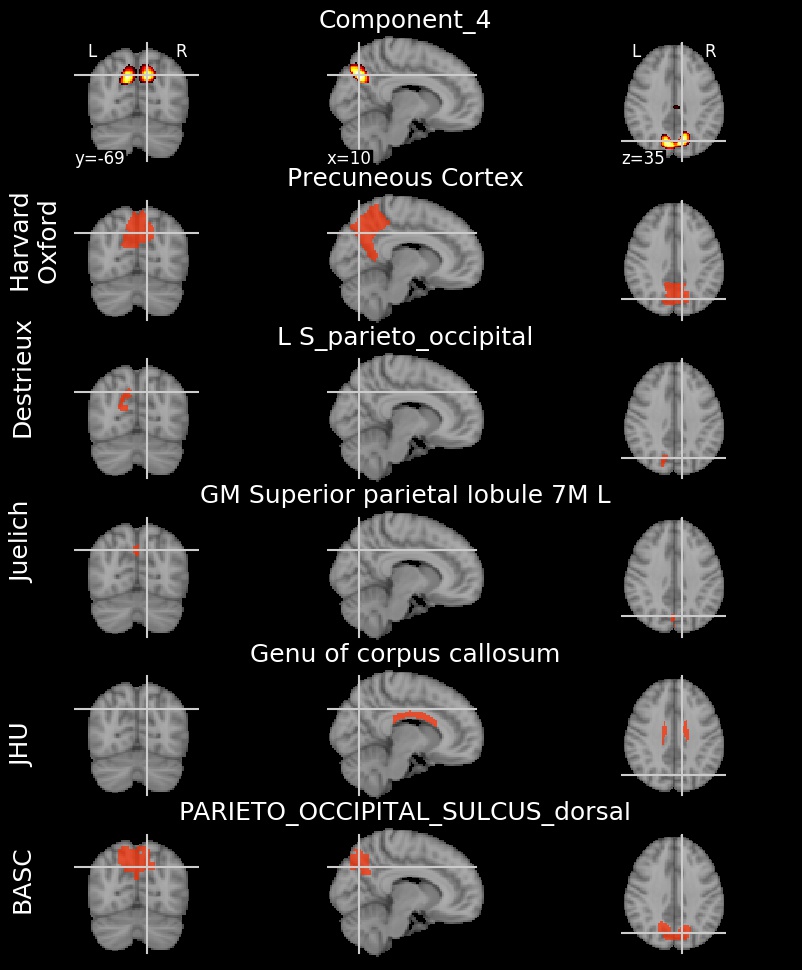 Component_4
L R
L R
y=-69
x=10
z=35
Precuneous Cortex
Harvard
Oxford
L S_parieto_occipital
Destrieux
GM Superior parietal lobule 7M L
Juelich
Genu of corpus callosum
JHU
PARIETO_OCCIPITAL_SULCUS_dorsal
BASC